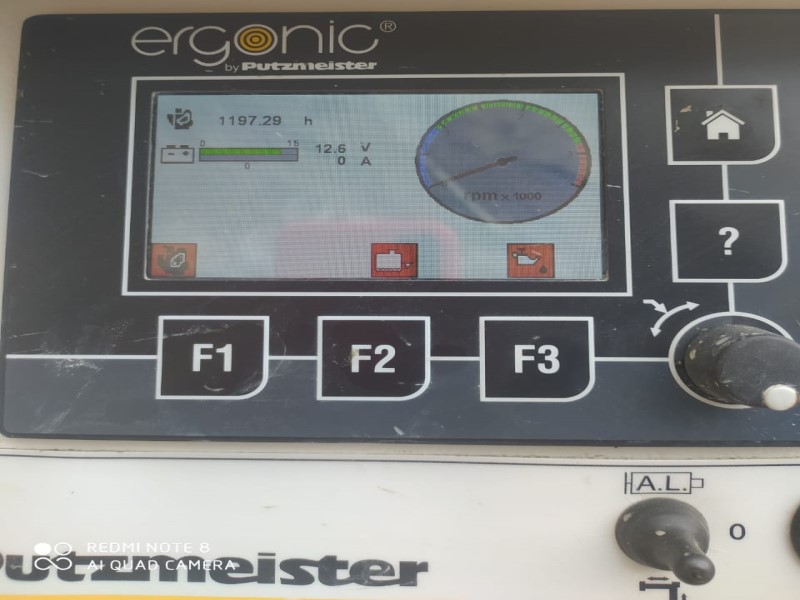 ergonic®
by Putzmeister
1197.29 h
0 15
12.6 V
0
0 A
rpm x 1000
?
F1 F2 F3
A.L.
0
REDMI NOTE 8
AI QUAD CAMERA
Putzmeister